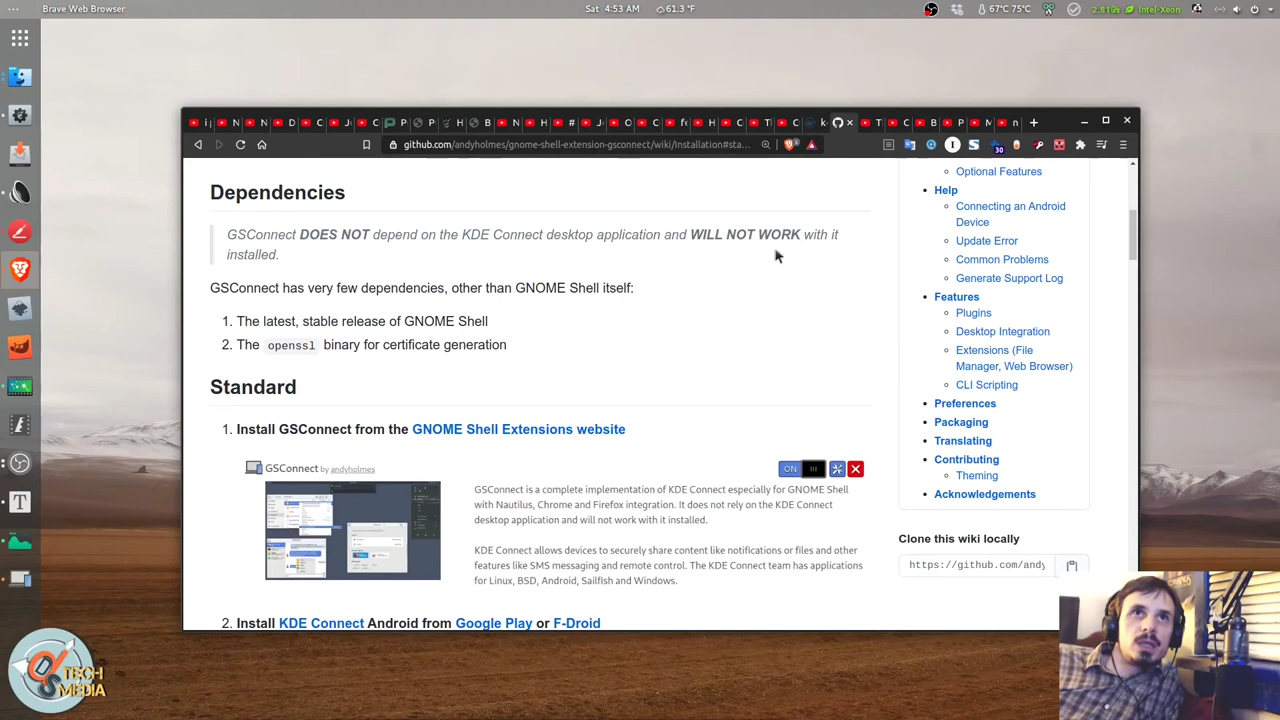 Brave Web Browser
Sat 4:53 AM
61.3 °F
67°C 75°C
Intel-Xeon
github.com/andyholmes/gnome-shell-extension-gsconnect/wiki/Installation#sta...
30
Dependencies
GSConnect DOES NOT depend on the KDE Connect desktop application and WILL NOT WORK with it
installed.
GSConnect has very few dependencies, other than GNOME Shell itself:
1. The latest, stable release of GNOME Shell
2. The openssl binary for certificate generation
Standard
1. Install GSConnect from the GNOME Shell Extensions website
GSConnect by andyholmes
ON
GSConnect is a complete implementation of KDE Connect especially for GNOME Shell
with Nautilus, Chrome and Firefox integration. It does not rely on the KDE Connect
desktop application and will not work with it installed.
KDE Connect allows devices to securely share content like notifications or files and other
features like SMS messaging and remote control. The KDE Connect team has applications
for Linux, BSD, Android, Sailfish and Windows.
2. Install KDE Connect Android from Google Play or F-Droid
Optional Features
Help
Connecting an Android
Device
Update Error
Common Problems
Generate Support Log
Features
Plugins
Desktop Integration
Extensions (File
Manager, Web Browser)
CLI Scripting
Preferences
Packaging
Translating
Contributing
Theming
Acknowledgements
Clone this wiki locally
https://github.com/andy
TECH
MEDIA